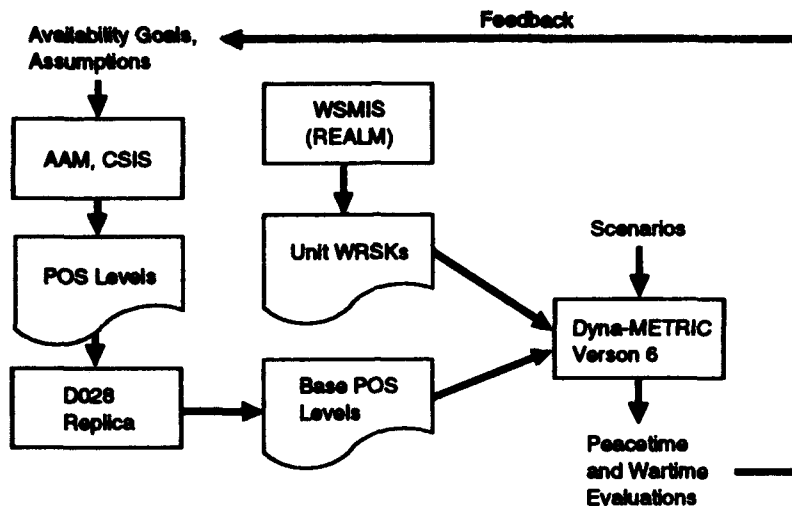 Feedback
Availability Goals,
Assumptions
WSMIS
(REALM)
AAM, CSIS
Unit WRSKs
Scenarios
POS Levels
Dyna-METRIC
Verson 6
D028
Replica
Base POS
Levels
Peacetime
and Wartime
Evaluations